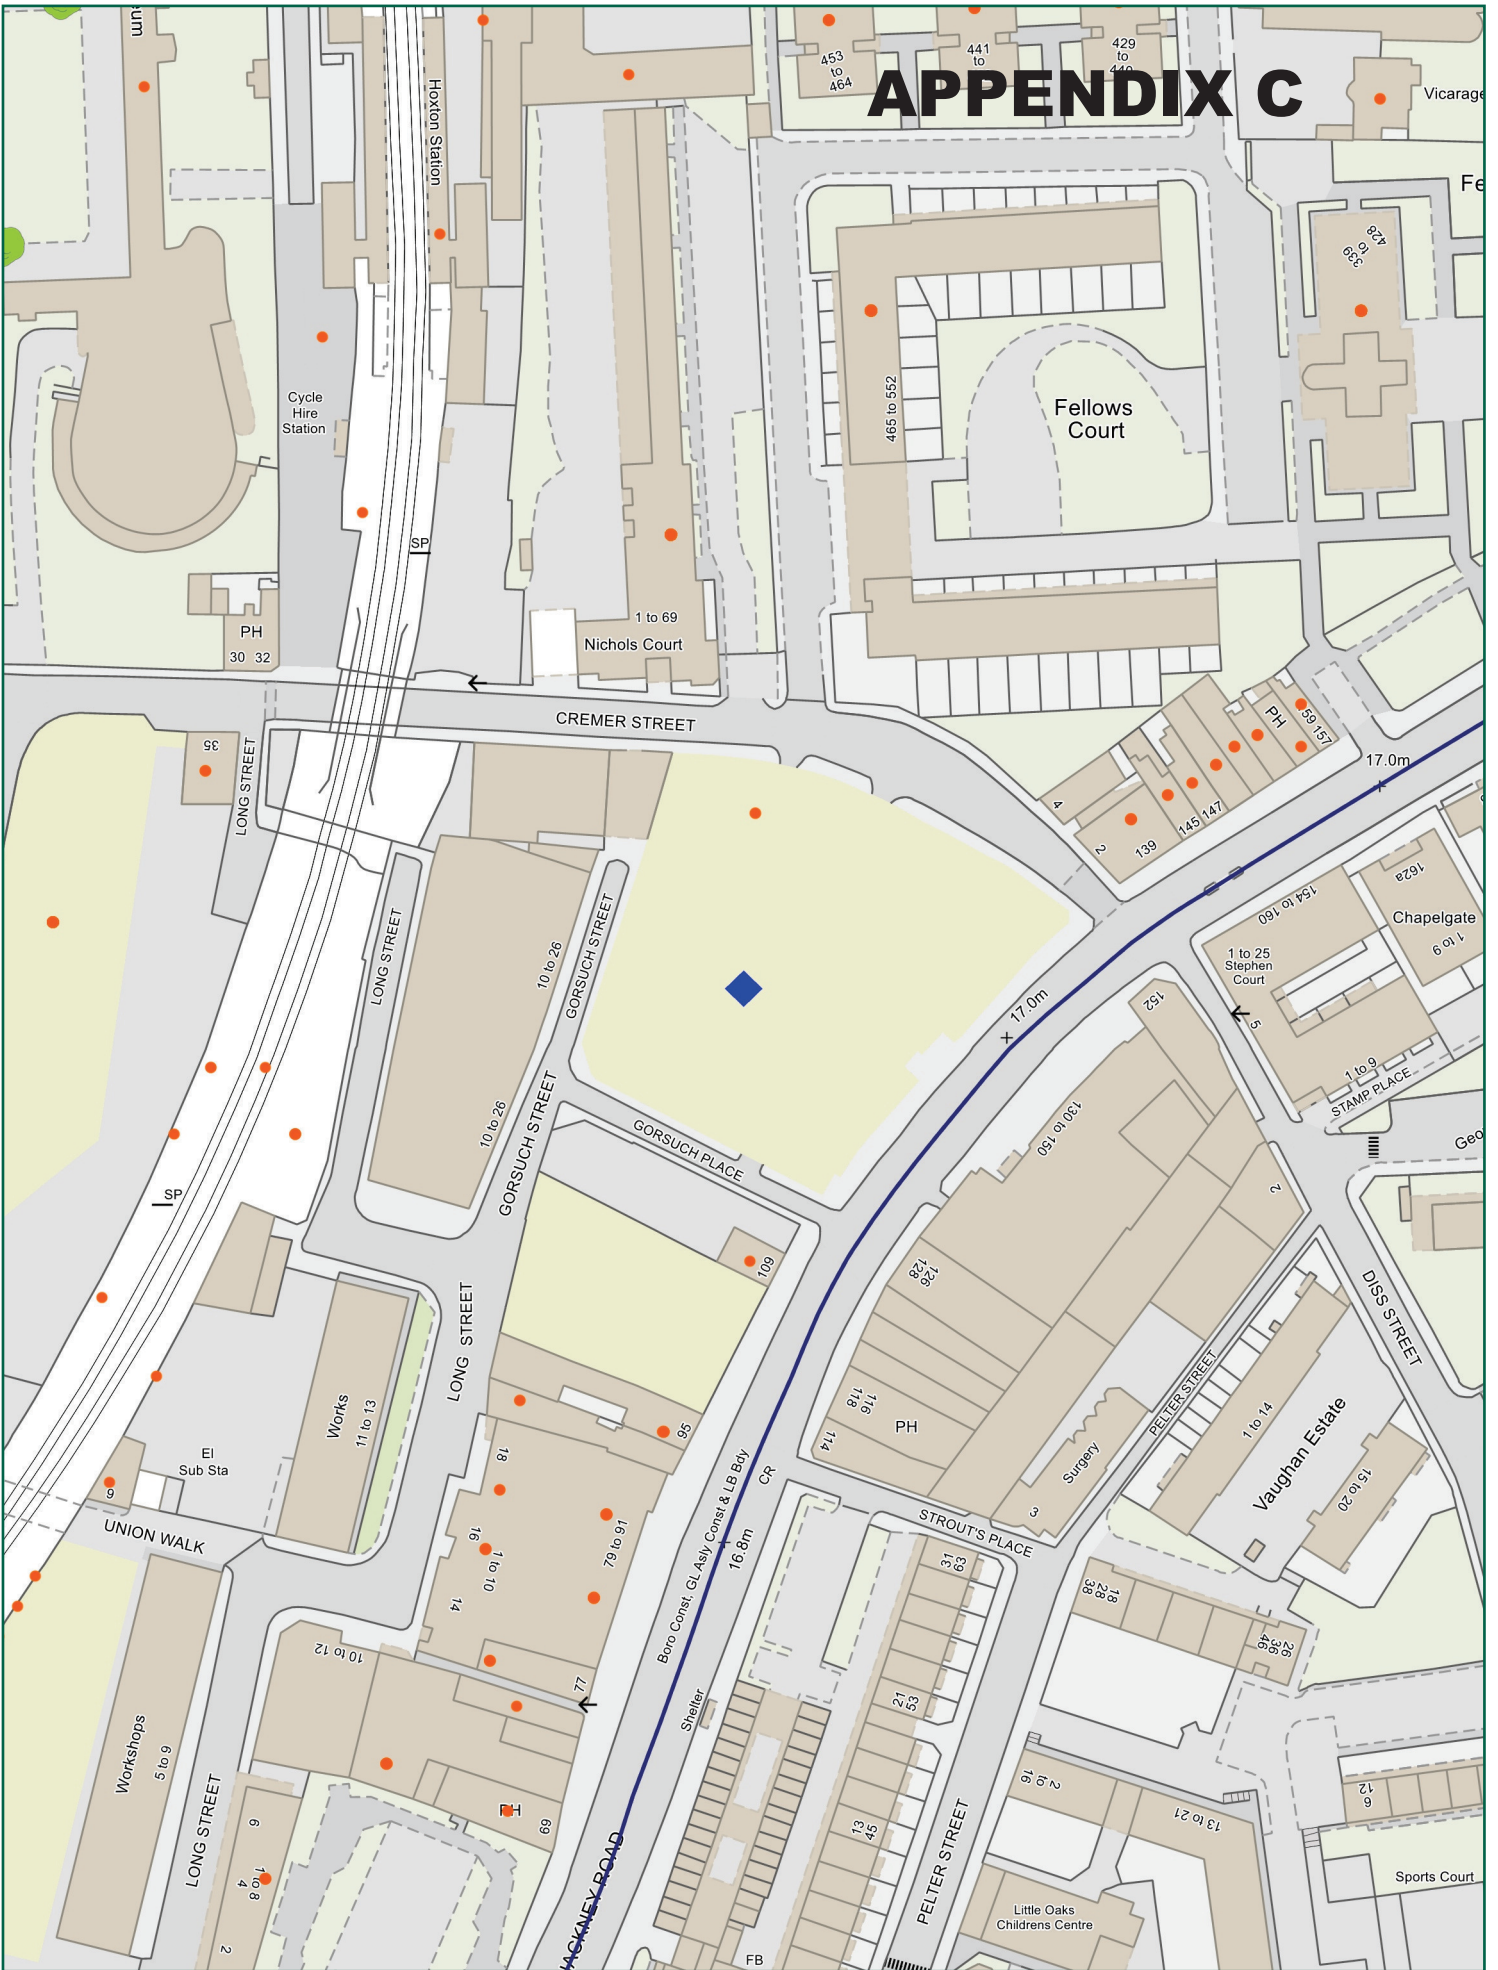 APPENDIX C
eum
Hoxton Station
453
to
464
441
to
429
to
440
Vicarage
Fe
339
to
428
Cycle
Hire
Station
465 to 552
Fellows
Court
SP
PH
30 32
1 to 69
Nichols Court
CREMER STREET
35
LONG STREET
PH
159 157
17.0m
4
2
139
145 147
162a
Chapelgate
1 to 9
154 to 160
1 to 25
Stephen
Court
5
1 to 9
STAMP PLACE
Geo
LONG STREET
10 to 26
GORSUCH STREET
17.0m
152
130 to 150
10 to 26
GORSUCH STREET
GORSUCH PLACE
SP
2
109
128
126
DISS STREET
LONG STREET
Works
11 to 13
PELTER STREET
118
116
114
PH
1 to 14
Vaughan Estate
15 to 20
Surgery
3
95
18
El
Sub Sta
9
UNION WALK
Boro Const, GL Asly Const & LB Bdy
CR
16.8m
STROUT'S PLACE
16
1 to 10
14
79 to 91
31
63
38
28
18
46
36
26
10 to 12
77
Shelter
21
53
Workshops
5 to 9
2 to 16
13 to 21
12
6
PH
69
13
45
LONG STREET
6
1 to 8
4
2
HACKNEY ROAD
PELTER STREET
Little Oaks
Childrens Centre
Sports Court
FB